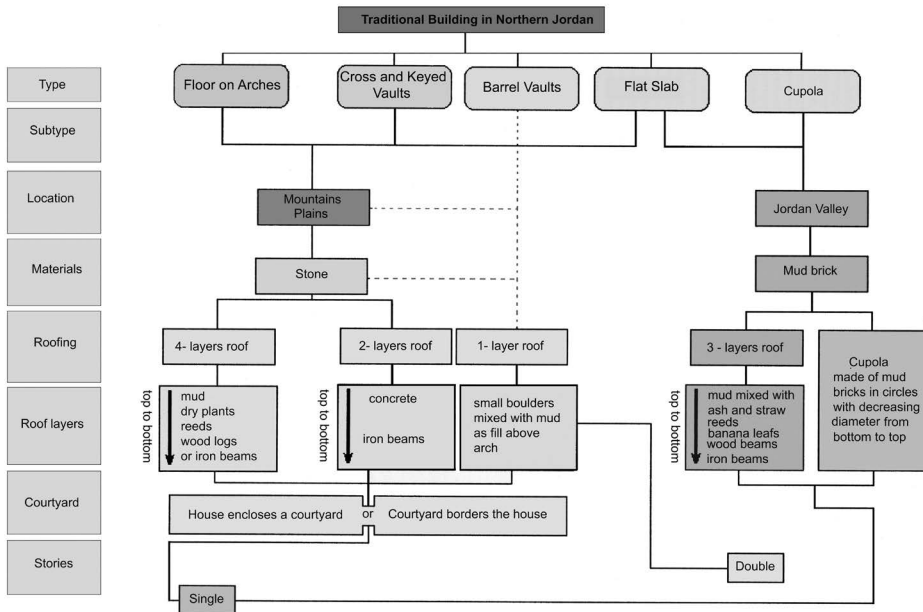 Traditional Building in Northern Jordan
Type
Floor on Arches
Cross and Keyed
Vaults
Barrel Vaults
Flat Slab
Cupola
Subtype
Location
Mountains
Plains
Jordan Valley
Materials
Stone
Mud brick
Roofing
4- layers roof
2- layers roof
1- layer roof
3 - layers roof
Cupola
made of mud
bricks in circles
with decreasing
diameter from
bottom to top
Roof layers
top to bottom
mud
dry plants
reeds
wood logs
or iron beams
top to bottom
concrete
iron beams
small boulders
mixed with mud
as fill above
arch
top to bottom
mud mixed with
ash and straw
reeds
banana leafs
wood beams
iron beams
Courtyard
House encloses a courtyard
or
Courtyard borders the house
Stories
Double
Single